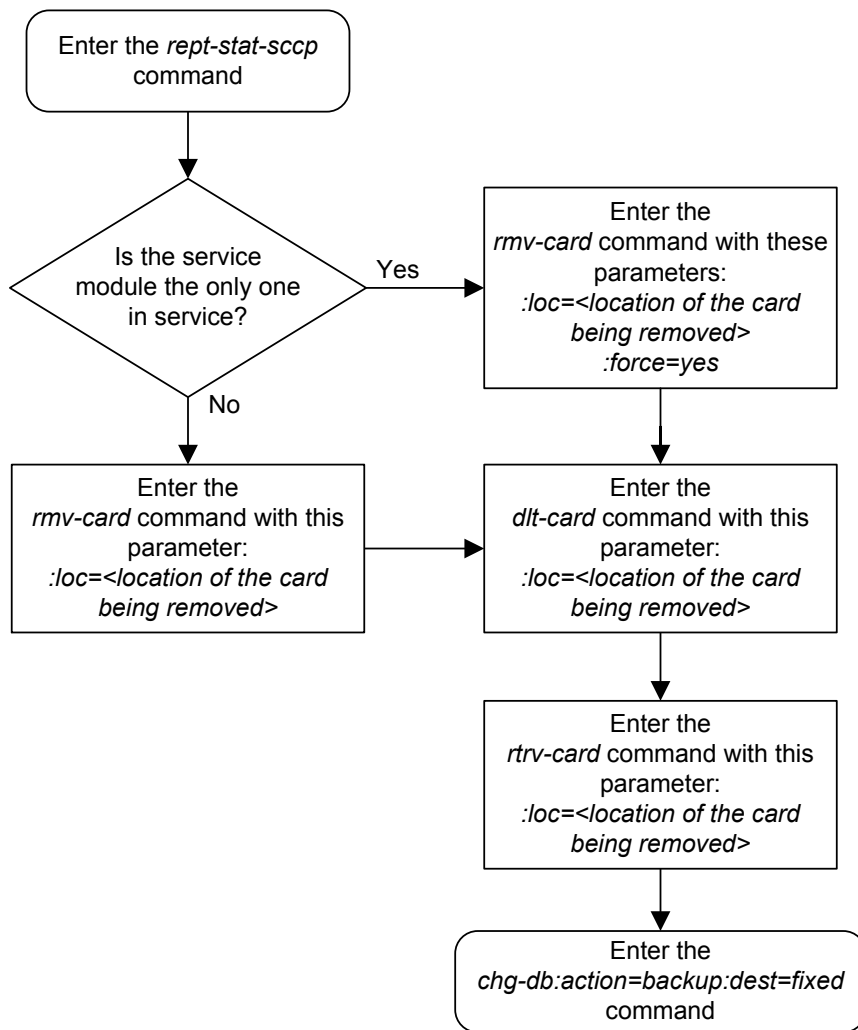 Enter the rept-stat-sccp
command
Is the service
module the only one
in service?
Yes
No
Enter the
rmv-card command with these
parameters:
:loc=<location of the card
being removed>
:force=yes
Enter the
rmv-card command with this
parameter:
:loc=<location of the card
being removed>
Enter the
dlt-card command with this
parameter:
:loc=<location of the card
being removed>
Enter the
rtrv-card command with this
parameter:
:loc=<location of the card
being removed>
Enter the
chg-db:action=backup:dest=fixed
command